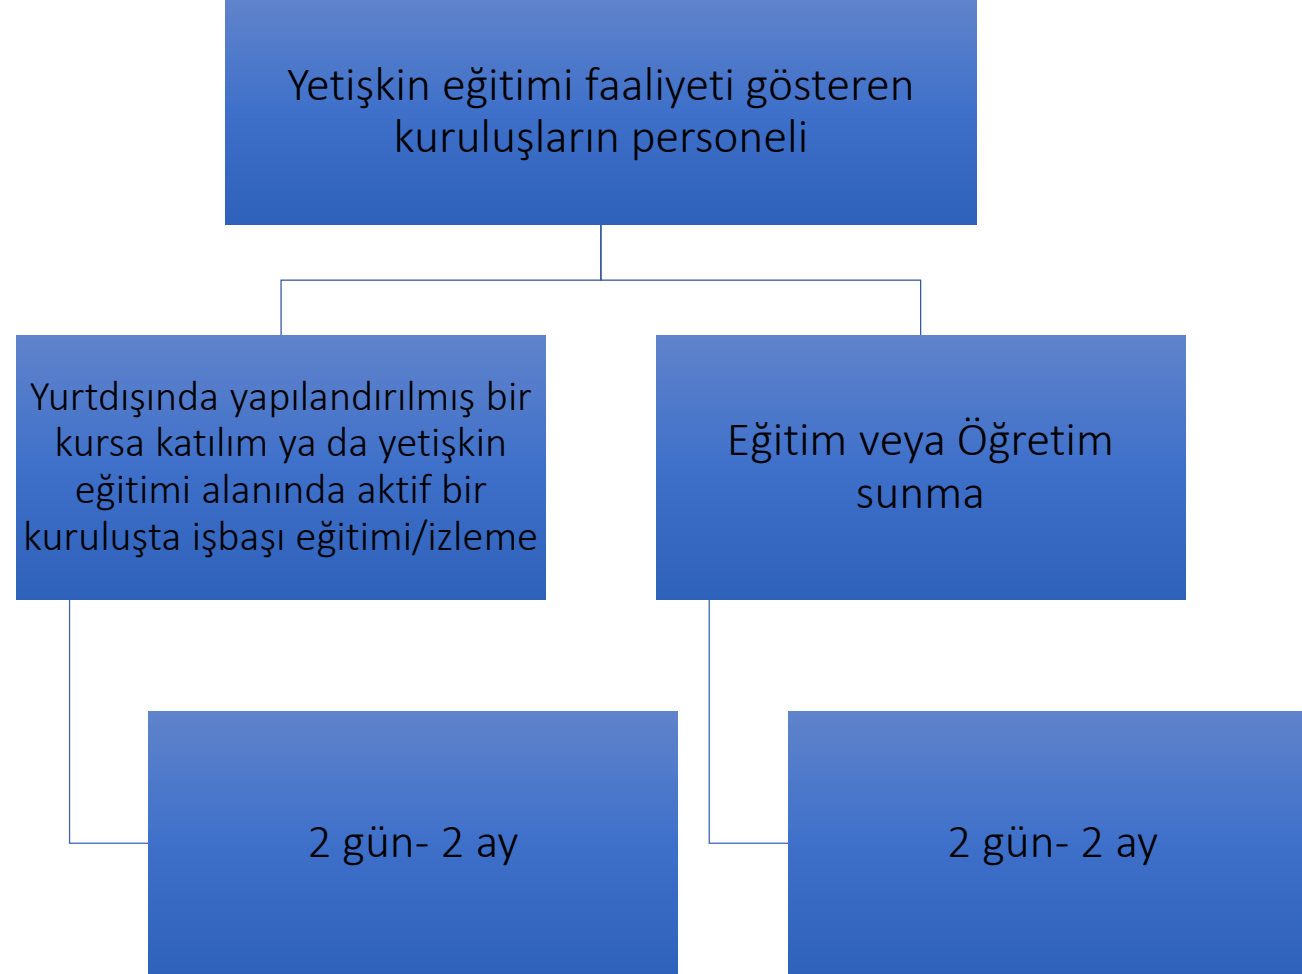 Yetişkin eğitimi faaliyeti gösteren
kuruluşların personeli
Yurtdışında yapılandırılmış bir
kursa katılım ya da yetişkin
eğitimi alanında aktif bir
kuruluşta işbaşı eğitimi/izleme
Eğitim veya Öğretim
sunma
2 gün- 2 ay
2 gün- 2 ay